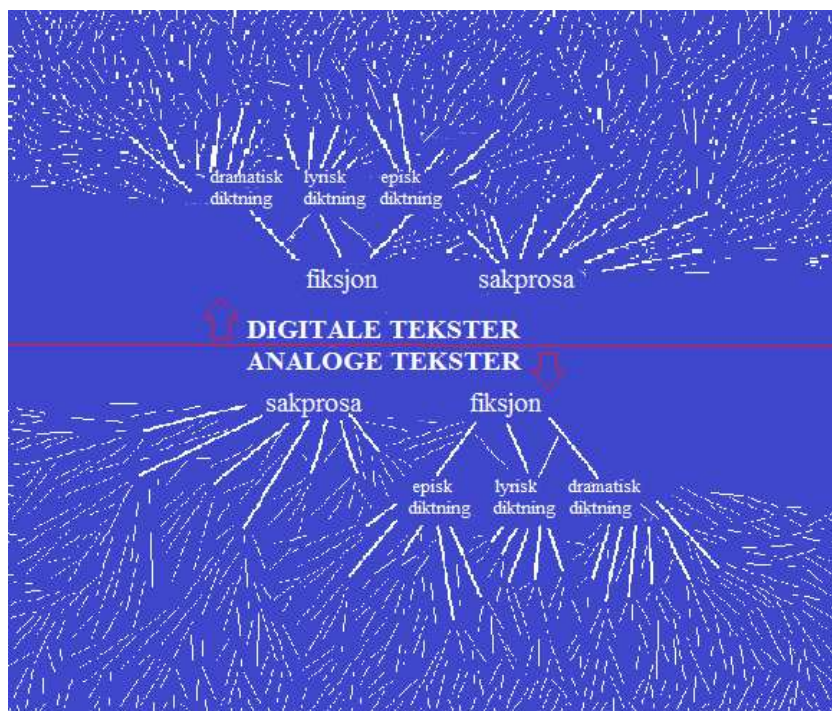 dramatisk lyrisk episk
diktning diktning diktning
fiksjon sakprosa
DIGITALE TEKSTER
ANALOGE TEKSTER
sakprosa fiksjon
episk lyrisk dramatisk
diktning diktning diktning